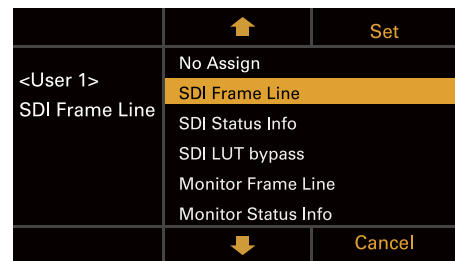 Set
<User 1>
SDI Frame Line
No Assign
SDI Frame Line
SDI Status Info
SDI LUT bypass
Monitor Frame Line
Monitor Status Info
Cancel